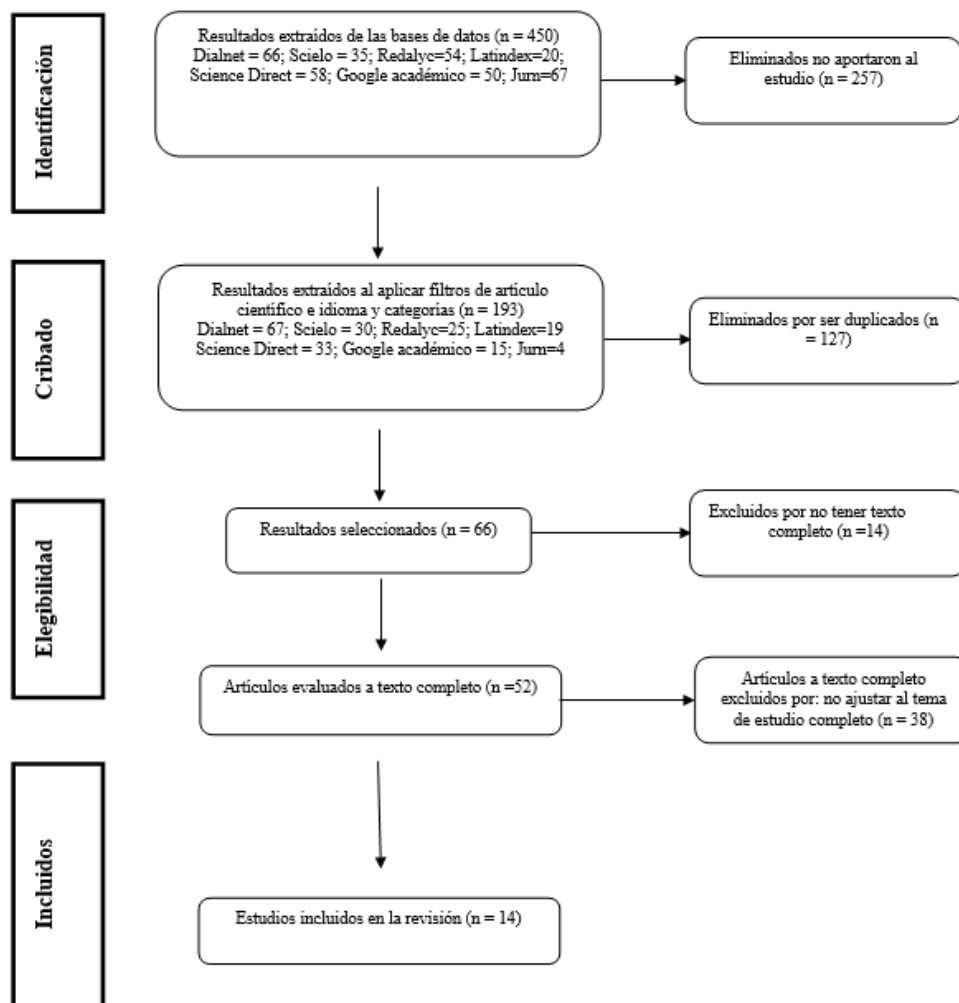 Identificación
Resultados extraídos de las bases de datos (n = 450)
Dialnet = 66; Scielo = 35; Redalyc=54; Latindex=20;
Science Direct = 58; Google académico = 50; Jurn=67
Eliminados no aportaron al
estudio (n = 257)
Cribado
Resultados extraídos al aplicar filtros de artículo
científico e idioma y categorías (n = 193)
Dialnet = 67; Scielo = 30; Redalyc=25; Latindex=19
Science Direct = 33; Google académico = 15; Jurn=4
Eliminados por ser duplicados (n
= 127)
Elegibilidad
Resultados seleccionados (n = 66)
Excluidos por no tener texto
completo (n =14)
Artículos evaluados a texto completo (n =52)
Artículos a texto completo
excluidos por: no ajustar al tema
de estudio completo (n = 38)
Incluidos
Estudios incluidos en la revisión (n = 14)